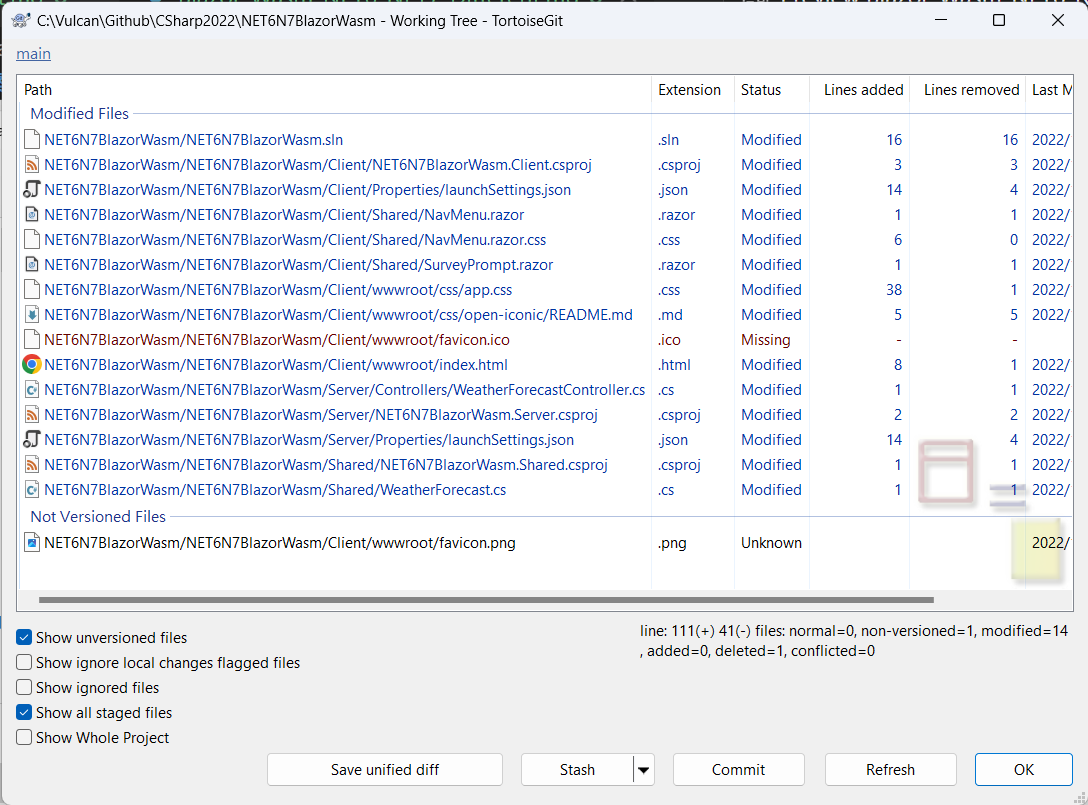 C:\Vulcan\Github\CSharp2022\NET6N7BlazorWasm - Working Tree - TortoiseGit
main
Path Extension Status Lines added Lines removed Last M
Modified Files
NET6N7BlazorWasm/NET6N7BlazorWasm.sln .sln Modified 16 16 2022/
NET6N7BlazorWasm/NET6N7BlazorWasm/Client/NET6N7BlazorWasm.Client.csproj .csproj Modified 3 3 2022/
NET6N7BlazorWasm/NET6N7BlazorWasm/Client/Properties/launchSettings.json .json Modified 14 4 2022/
NET6N7BlazorWasm/NET6N7BlazorWasm/Client/Shared/NavMenu.razor .razor Modified 1 1 2022/
NET6N7BlazorWasm/NET6N7BlazorWasm/Client/Shared/NavMenu.razor.css .css Modified 6 0 2022/
NET6N7BlazorWasm/NET6N7BlazorWasm/Client/Shared/SurveyPrompt.razor .razor Modified 1 1 2022/
NET6N7BlazorWasm/NET6N7BlazorWasm/Client/wwwroot/css/app.css .css Modified 38 1 2022/
NET6N7BlazorWasm/NET6N7BlazorWasm/Client/wwwroot/css/open-iconic/README.md .md Modified 5 5 2022/
NET6N7BlazorWasm/NET6N7BlazorWasm/Client/wwwroot/favicon.ico .ico Missing - -
NET6N7BlazorWasm/NET6N7BlazorWasm/Client/wwwroot/index.html .html Modified 8 1 2022/
NET6N7BlazorWasm/NET6N7BlazorWasm/Server/Controllers/WeatherForecastController.cs .cs Modified 1 1 2022/
NET6N7BlazorWasm/NET6N7BlazorWasm/Server/NET6N7BlazorWasm.Server.csproj .csproj Modified 2 2 2022/
NET6N7BlazorWasm/NET6N7BlazorWasm/Server/Properties/launchSettings.json .json Modified 14 4 2022/
NET6N7BlazorWasm/NET6N7BlazorWasm/Shared/NET6N7BlazorWasm.Shared.csproj .csproj Modified 1 1 2022/
NET6N7BlazorWasm/NET6N7BlazorWasm/Shared/WeatherForecast.cs .cs Modified 1 1 2022/
Not Versioned Files
NET6N7BlazorWasm/NET6N7BlazorWasm/Client/wwwroot/favicon.png .png Unknown 2022/
Show unversioned files
line: 111(+) 41(-) files: normal=0, non-versioned=1, modified=14
, added=0, deleted=1, conflicted=0
Show ignore local changes flagged files
Show ignored files
Show all staged files
Show Whole Project
Save unified diff Stash Commit Refresh OK